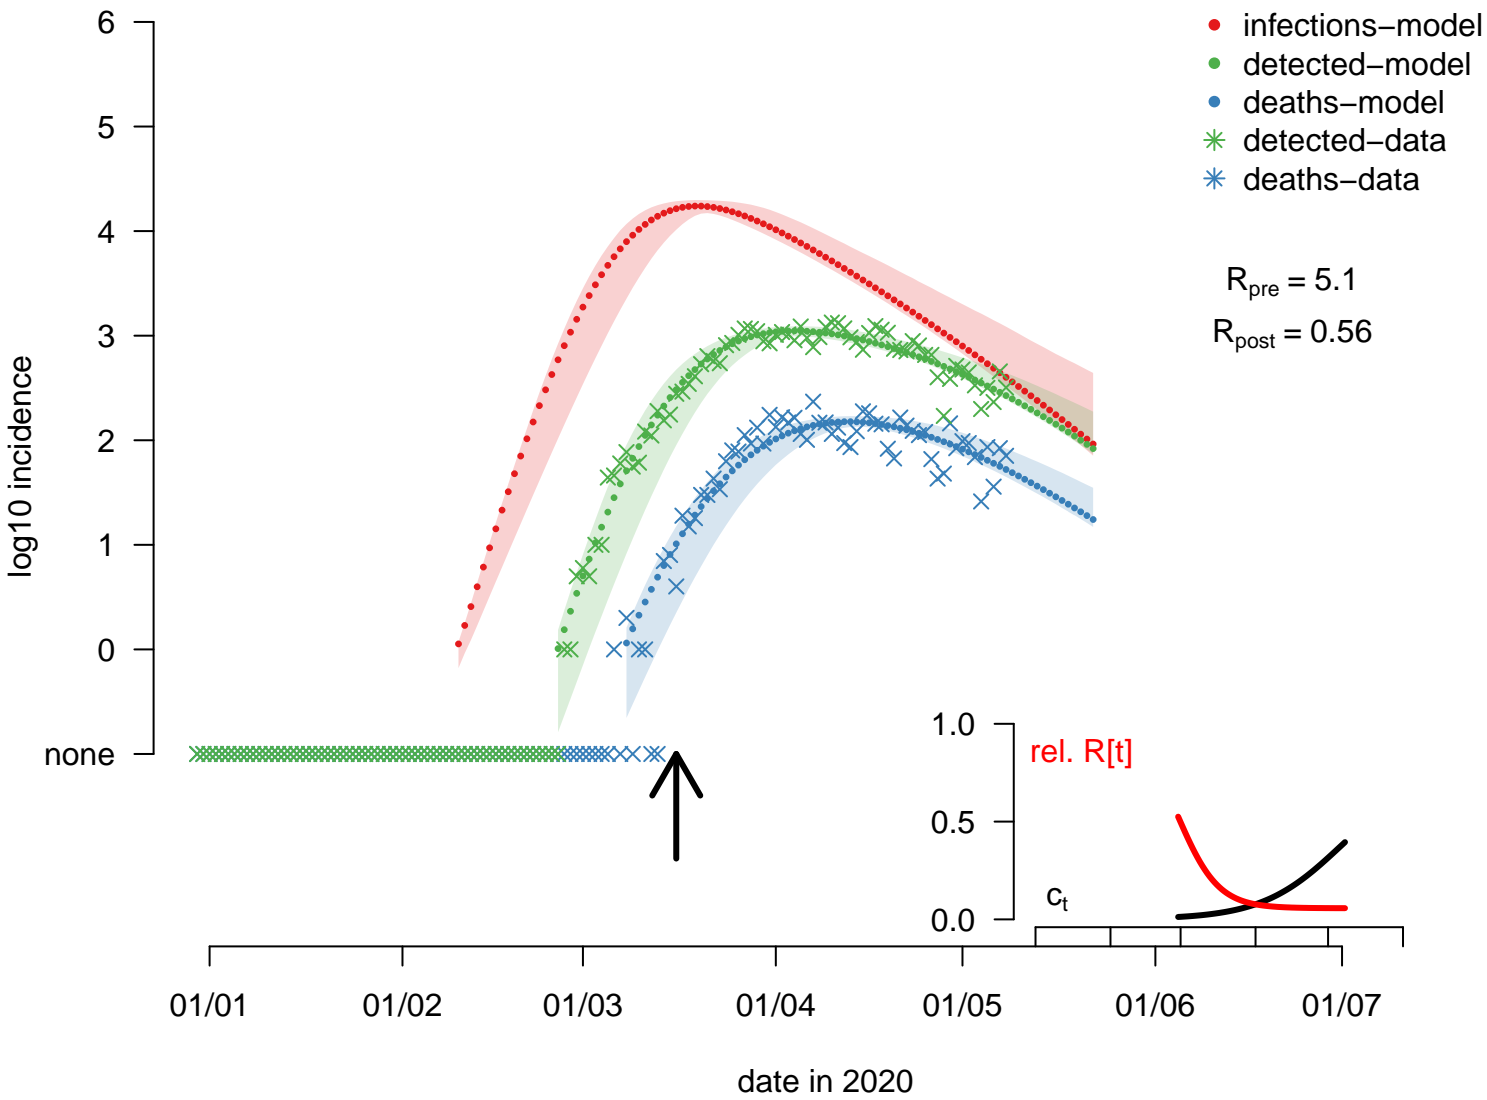 6
5
4
3
2
1
0
none
log10 incidence
infections−model
detected−model
deaths−model
detected−data
deaths−data
Rpre = 5.1
Rpost = 0.56
1.0
0.5
0.0
rel. R[t]
ct
01/01 01/02 01/03 01/04 01/05 01/06 01/07
date in 2020